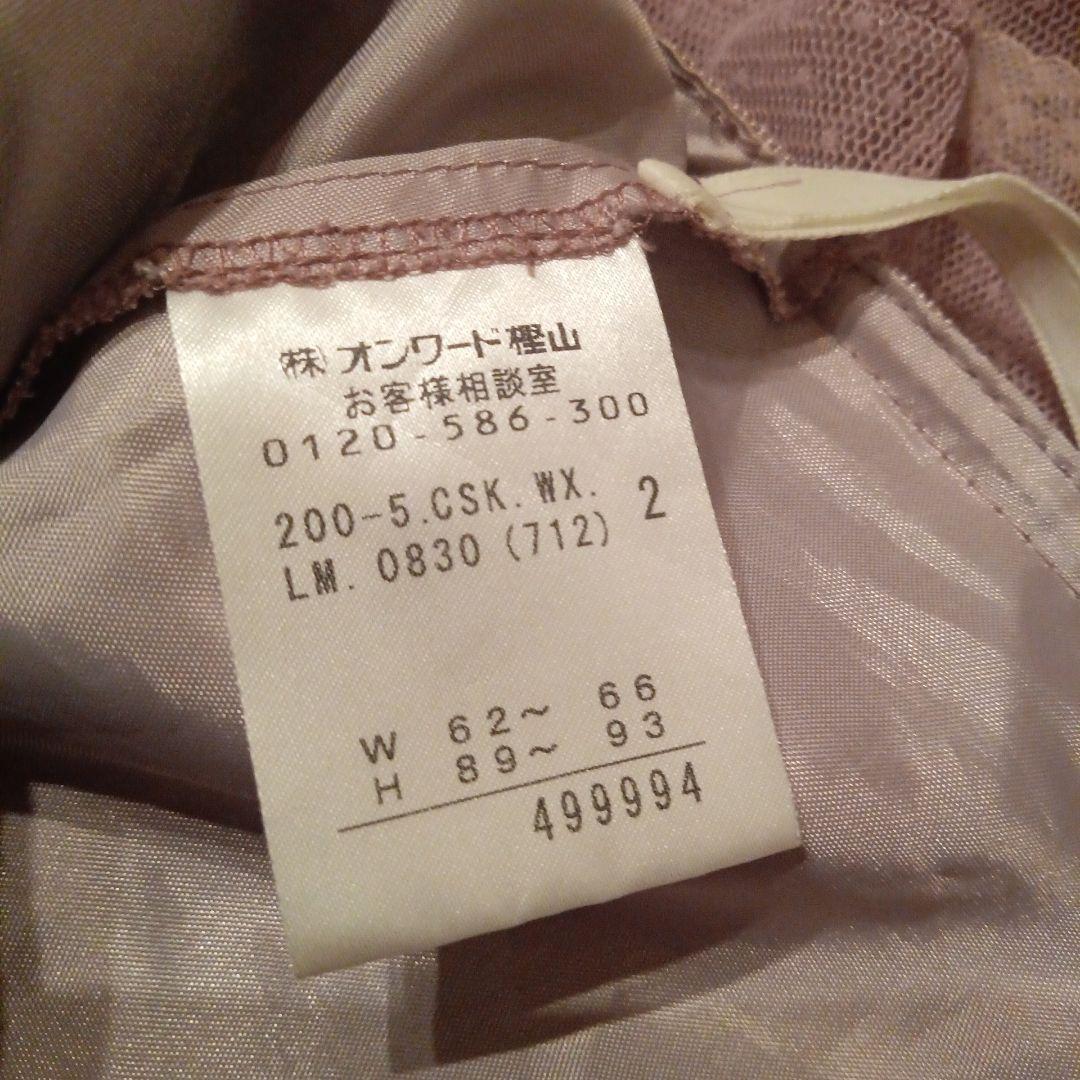 ㈱オンワード樫山
お客様相談室
0120-586-300
200-5.CSK.WX. 2
LM. 0830 (712)
W 62～ 66
H 89～ 93
499994